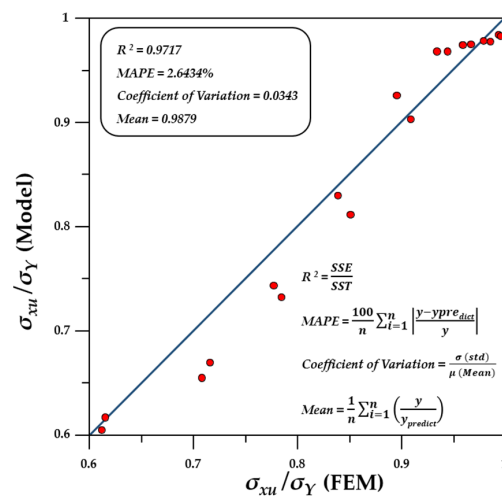 1
R² = 0.9717
MAPE = 2.6434%
Coefficient of Variation = 0.0343
Mean = 0.9879
0.9
0.8
0.7
0.6
σxu/σY (Model)
R² = SSE/SST
MAPE = 100/n ∑ⁿᵢ₌₁ |y−ypredict/y|
Coefficient of Variation = σ (std)/μ (Mean)
Mean = 1/n ∑ⁿᵢ₌₁ (y/ypredict)
0.6 0.7 0.8 0.9
σxu/σY (FEM)